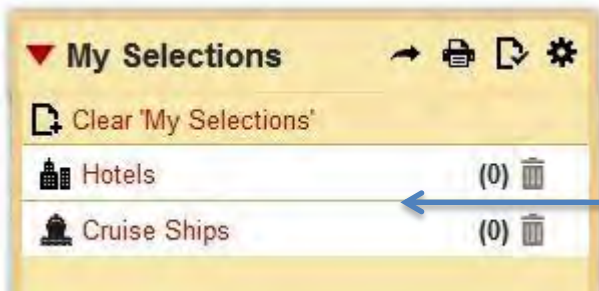 My Selections
Clear 'My Selections'
Hotels (0)
Cruise Ships (0)